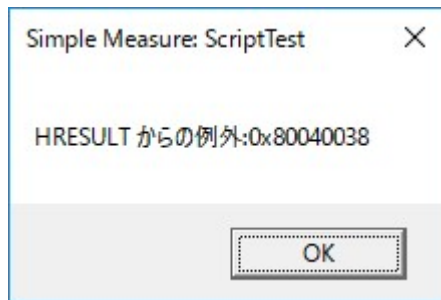 Simple Measure: ScriptTest
HRESULT からの例外:0x80040038
OK